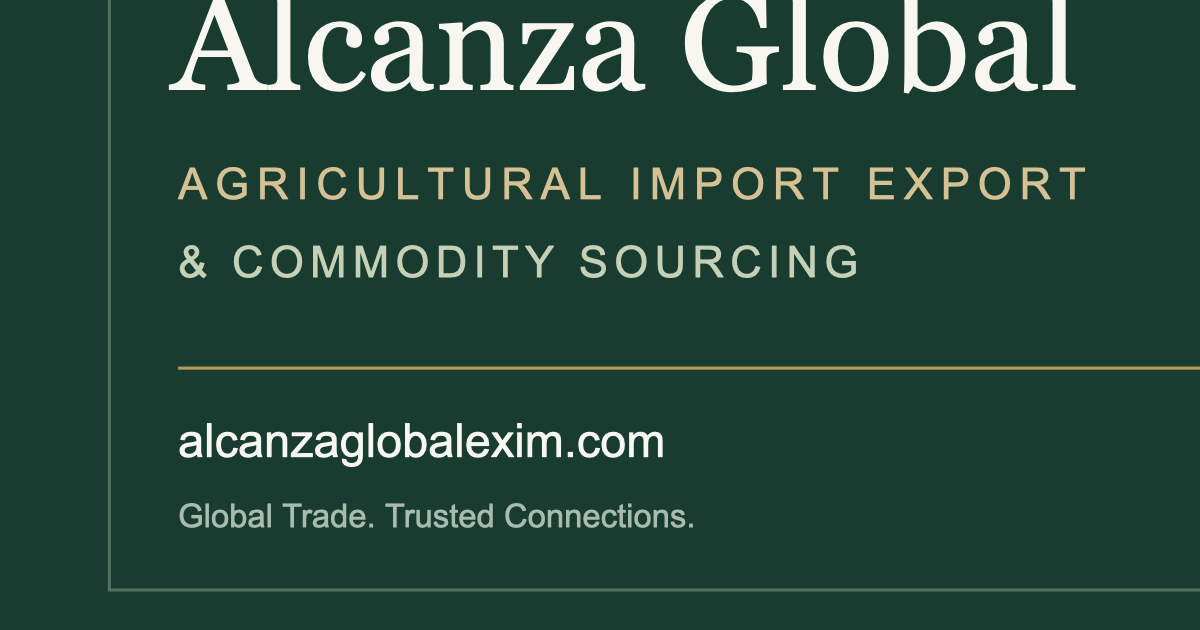 Alcanza Global
AGRICULTURAL IMPORT EXPORT
& COMMODITY SOURCING
alcanzaglobalexim.com
Global Trade. Trusted Connections.